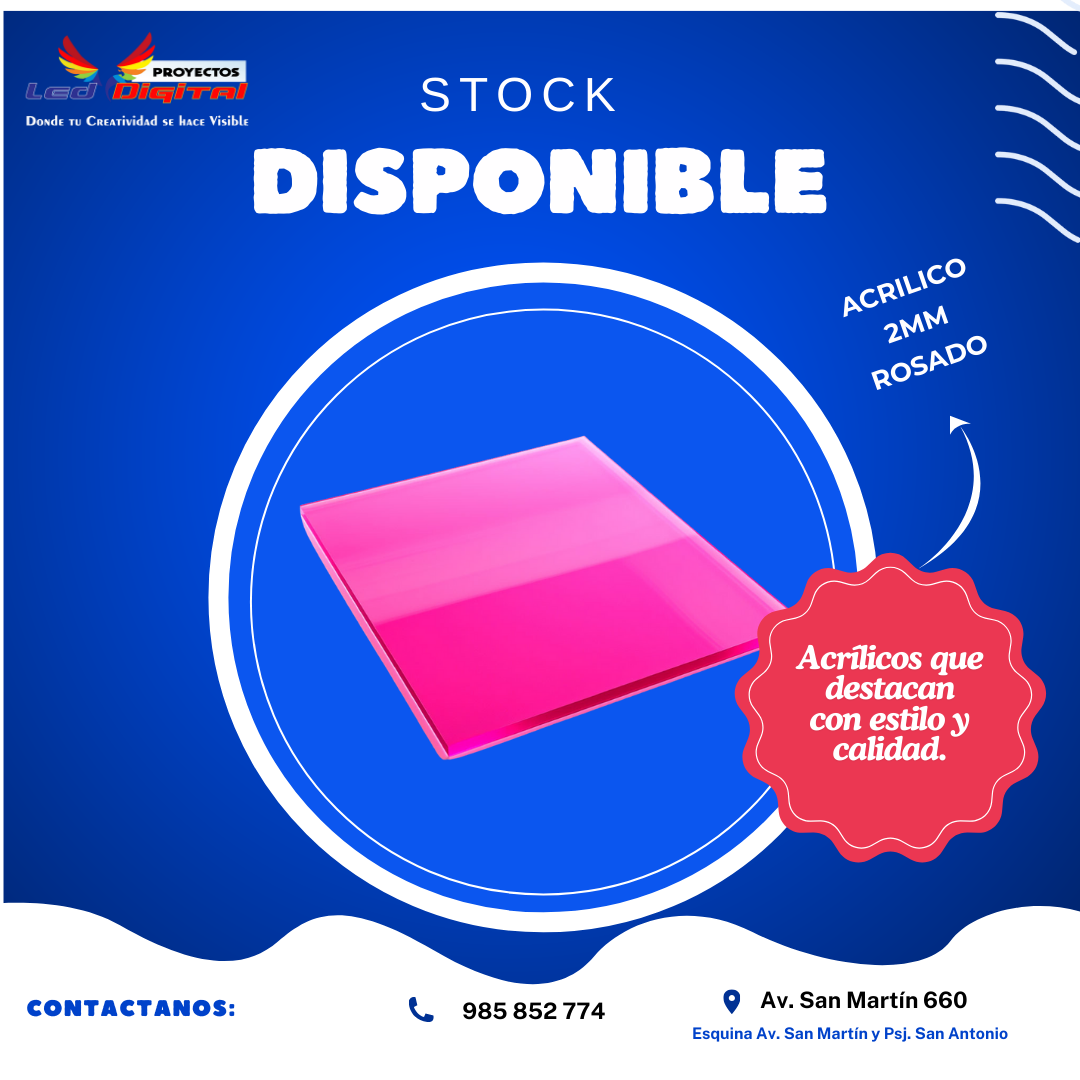 PROYECTOS
Led Digital
Donde tu Creatividad se hace Visible
STOCK
DISPONIBLE
ACRILICO
2MM
ROSADO
Acrílicos que
destacan
con estilo y
calidad.
CONTACTANOS:
985 852 774
Av. San Martín 660
Esquina Av. San Martín y Psj. San Antonio